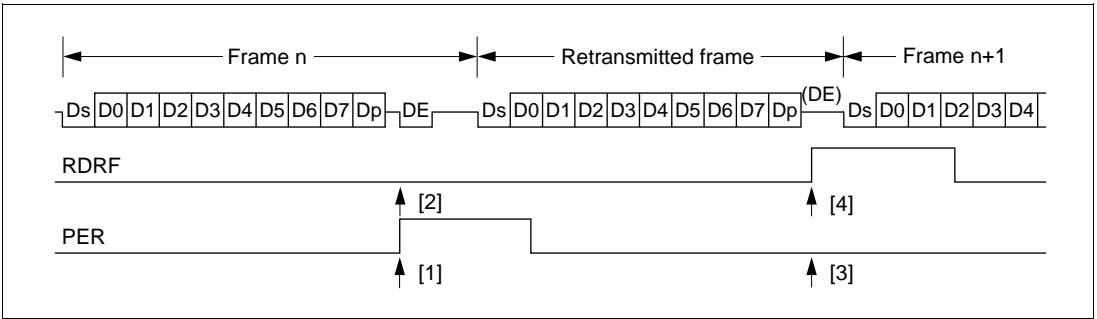 Frame n Retransmitted frame Frame n+1
Ds D0 D1 D2 D3 D4 D5 D6 D7 Dp DE Ds D0 D1 D2 D3 D4 D5 D6 D7 Dp (DE) Ds D0 D1 D2 D3 D4
RDRF
[2] [4]
PER
[1] [3]